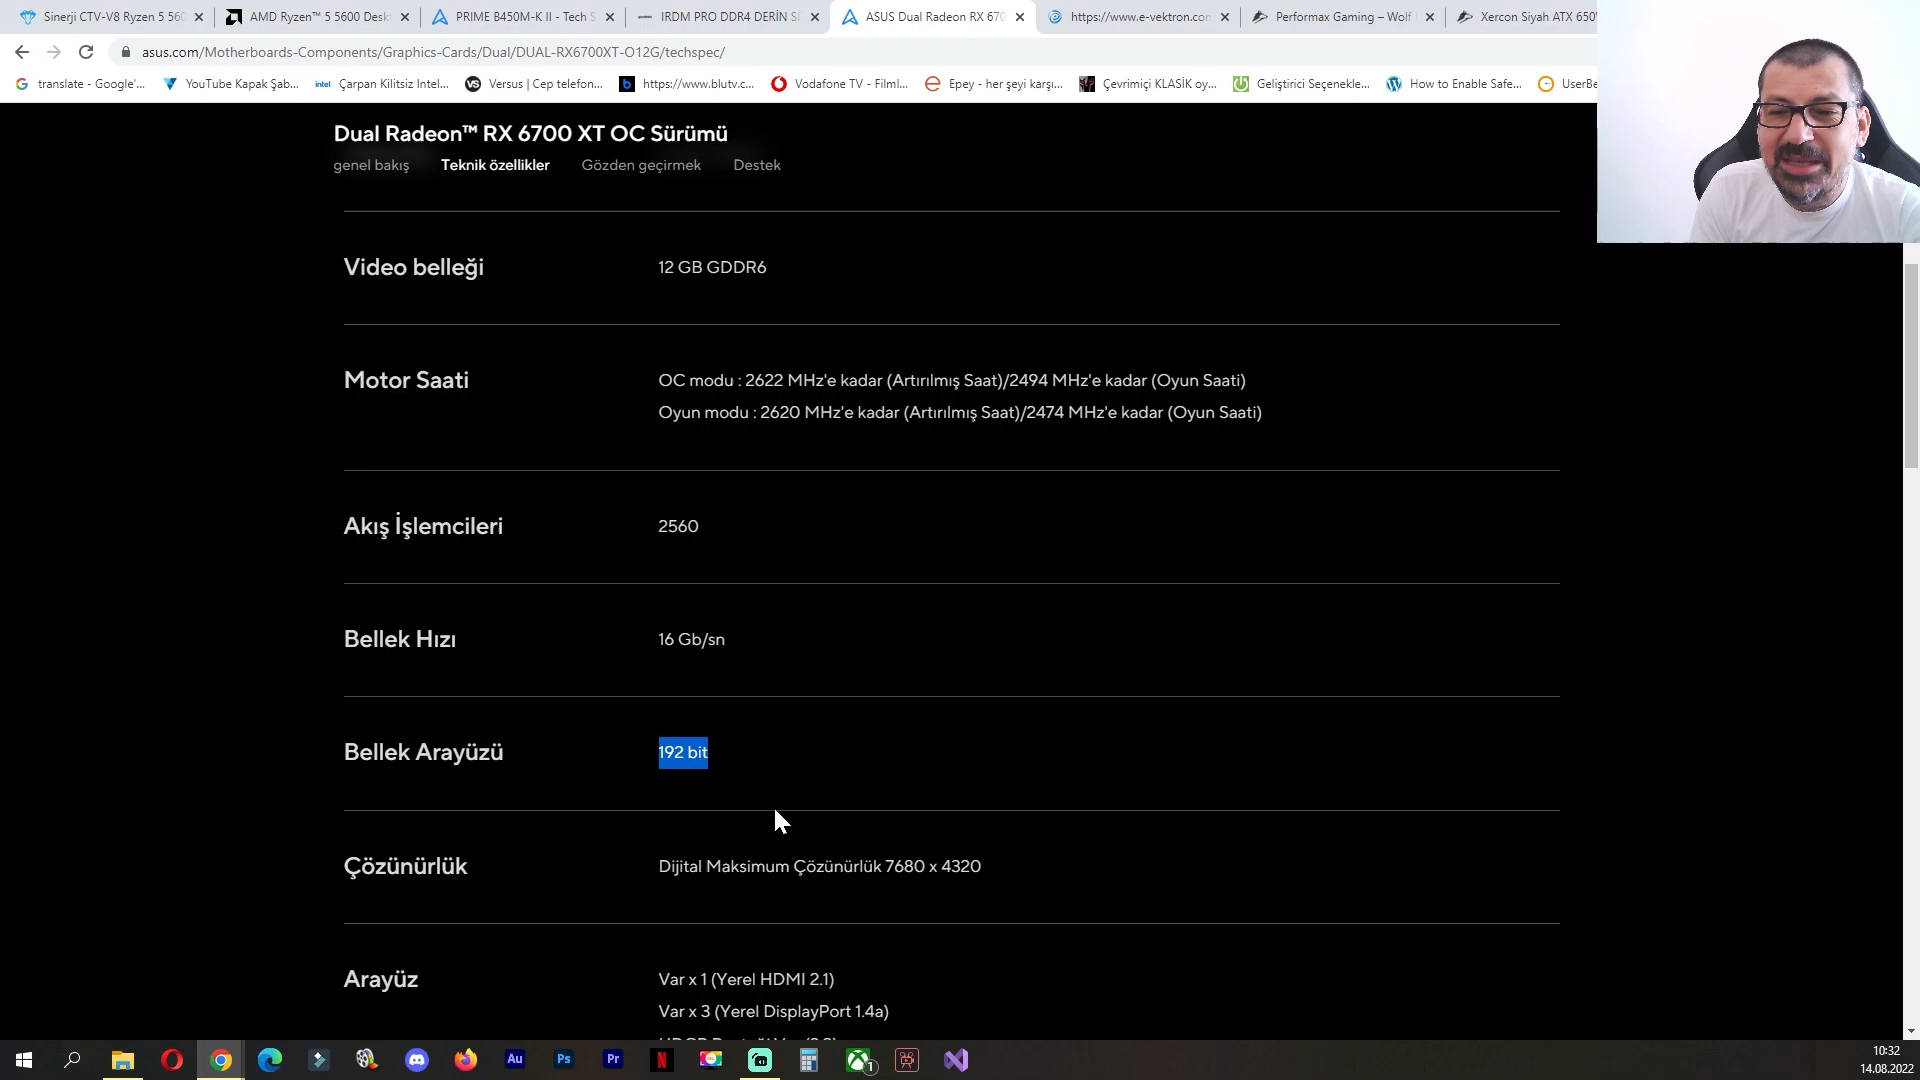 Sinerji CTV-V8 Ryzen 5 560
AMD Ryzen™ 5 5600 Desk
PRIME B450M-K II - Tech S
IRDM PRO DDR4 DERİN Sİ
ASUS Dual Radeon RX 670
https://www.e-vektron.com
Performax Gaming – Wolf
Xercon Siyah ATX 650W
asus.com/Motherboards-Components/Graphics-Cards/Dual/DUAL-RX6700XT-O12G/techspec/
translate - Google'...
YouTube Kapak Şab...
intel Çarpan Kilitsiz Intel...
VS Versus | Cep telefon...
b https://www.blutv.c...
Vodafone TV - Filml...
Epey - her şeyi karşı...
Çevrimiçi KLASİK oy...
Geliştirici Seçenekle...
How to Enable Safe...
UserBe
Dual Radeon™ RX 6700 XT OC Sürümü
genel bakış Teknik özellikler Gözden geçirmek Destek
Video belleği 12 GB GDDR6
Motor Saati OC modu : 2622 MHz'e kadar (Artırılmış Saat)/2494 MHz'e kadar (Oyun Saati)
Oyun modu : 2620 MHz'e kadar (Artırılmış Saat)/2474 MHz'e kadar (Oyun Saati)
Akış İşlemcileri 2560
Bellek Hızı 16 Gb/sn
Bellek Arayüzü 192 bit
Çözünürlük Dijital Maksimum Çözünürlük 7680 x 4320
Arayüz Var x 1 (Yerel HDMI 2.1)
Var x 3 (Yerel DisplayPort 1.4a)
Au Ps Pr N 1
10:32
14.08.2022